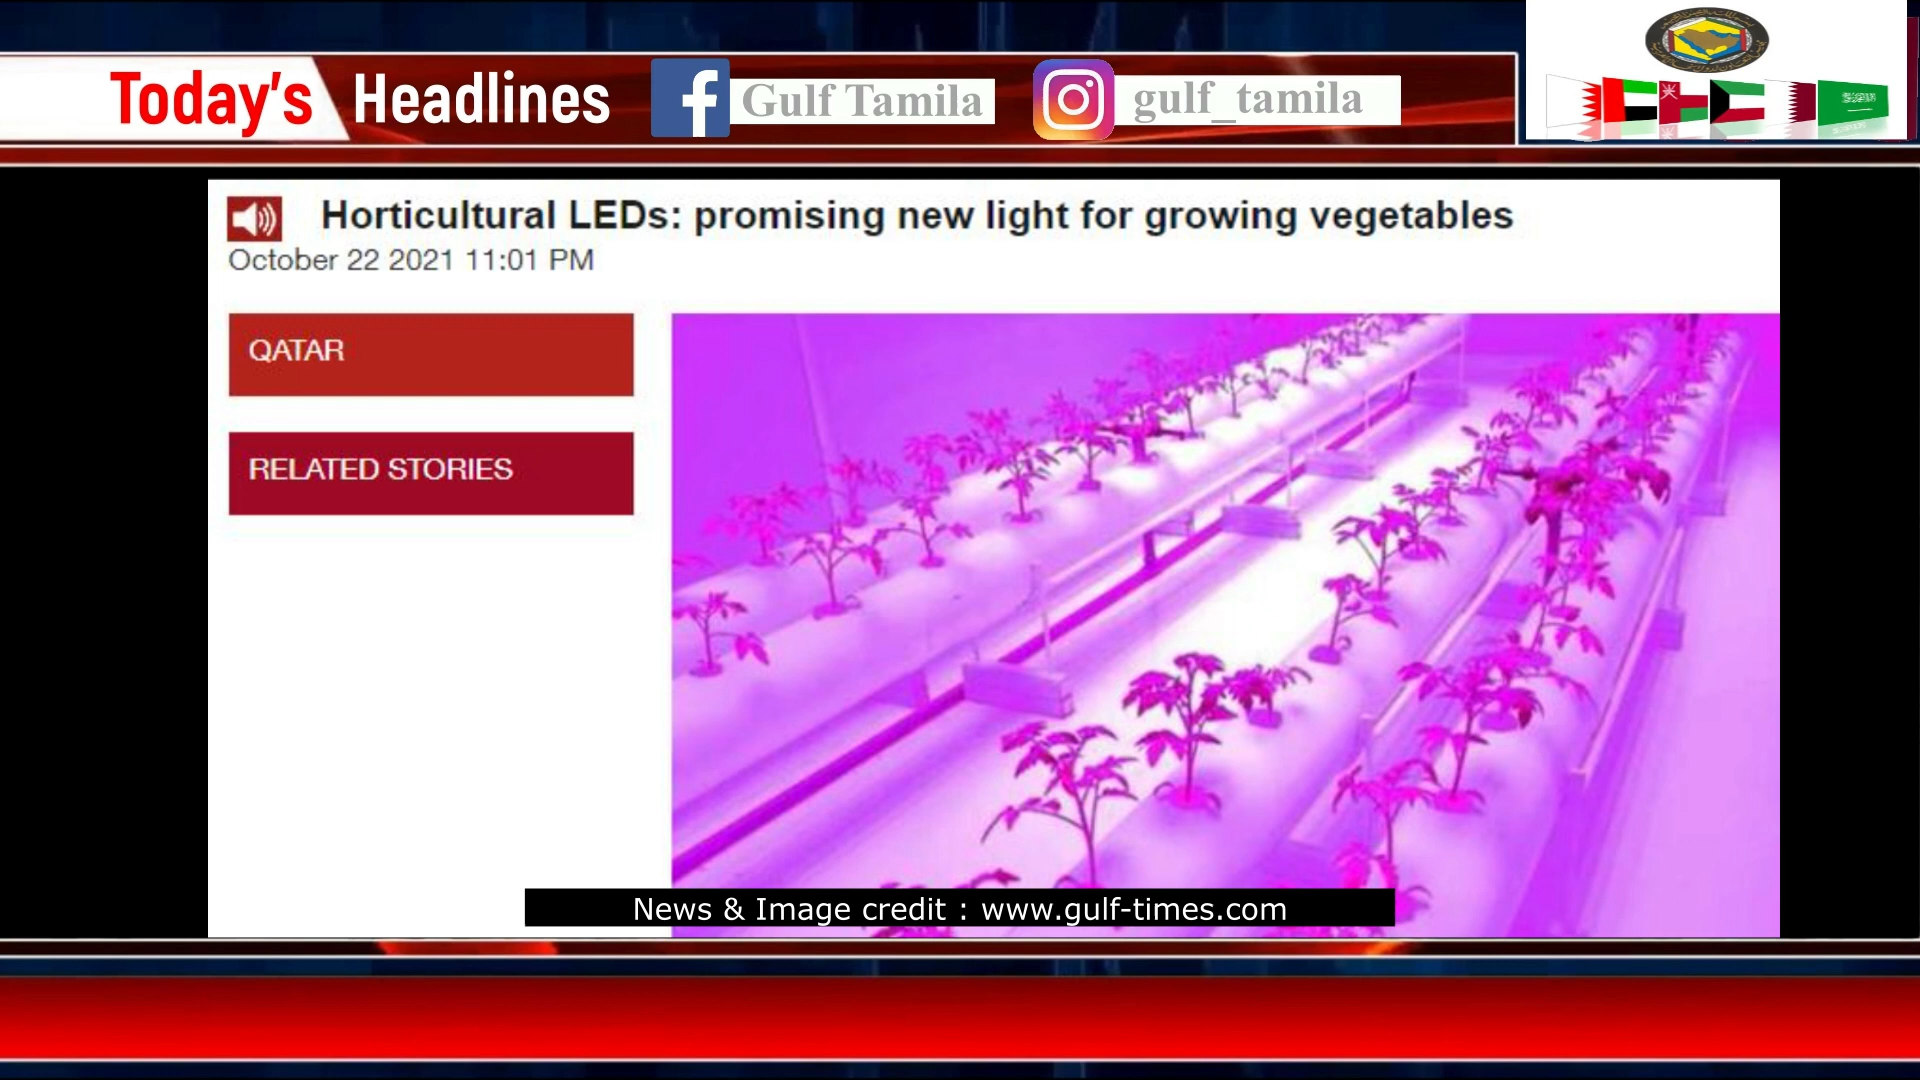 Today's Headlines
Gulf Tamila
gulf_tamila
Horticultural LEDs: promising new light for growing vegetables
October 22 2021 11:01 PM
QATAR
RELATED STORIES
News & Image credit : www.gulf-times.com